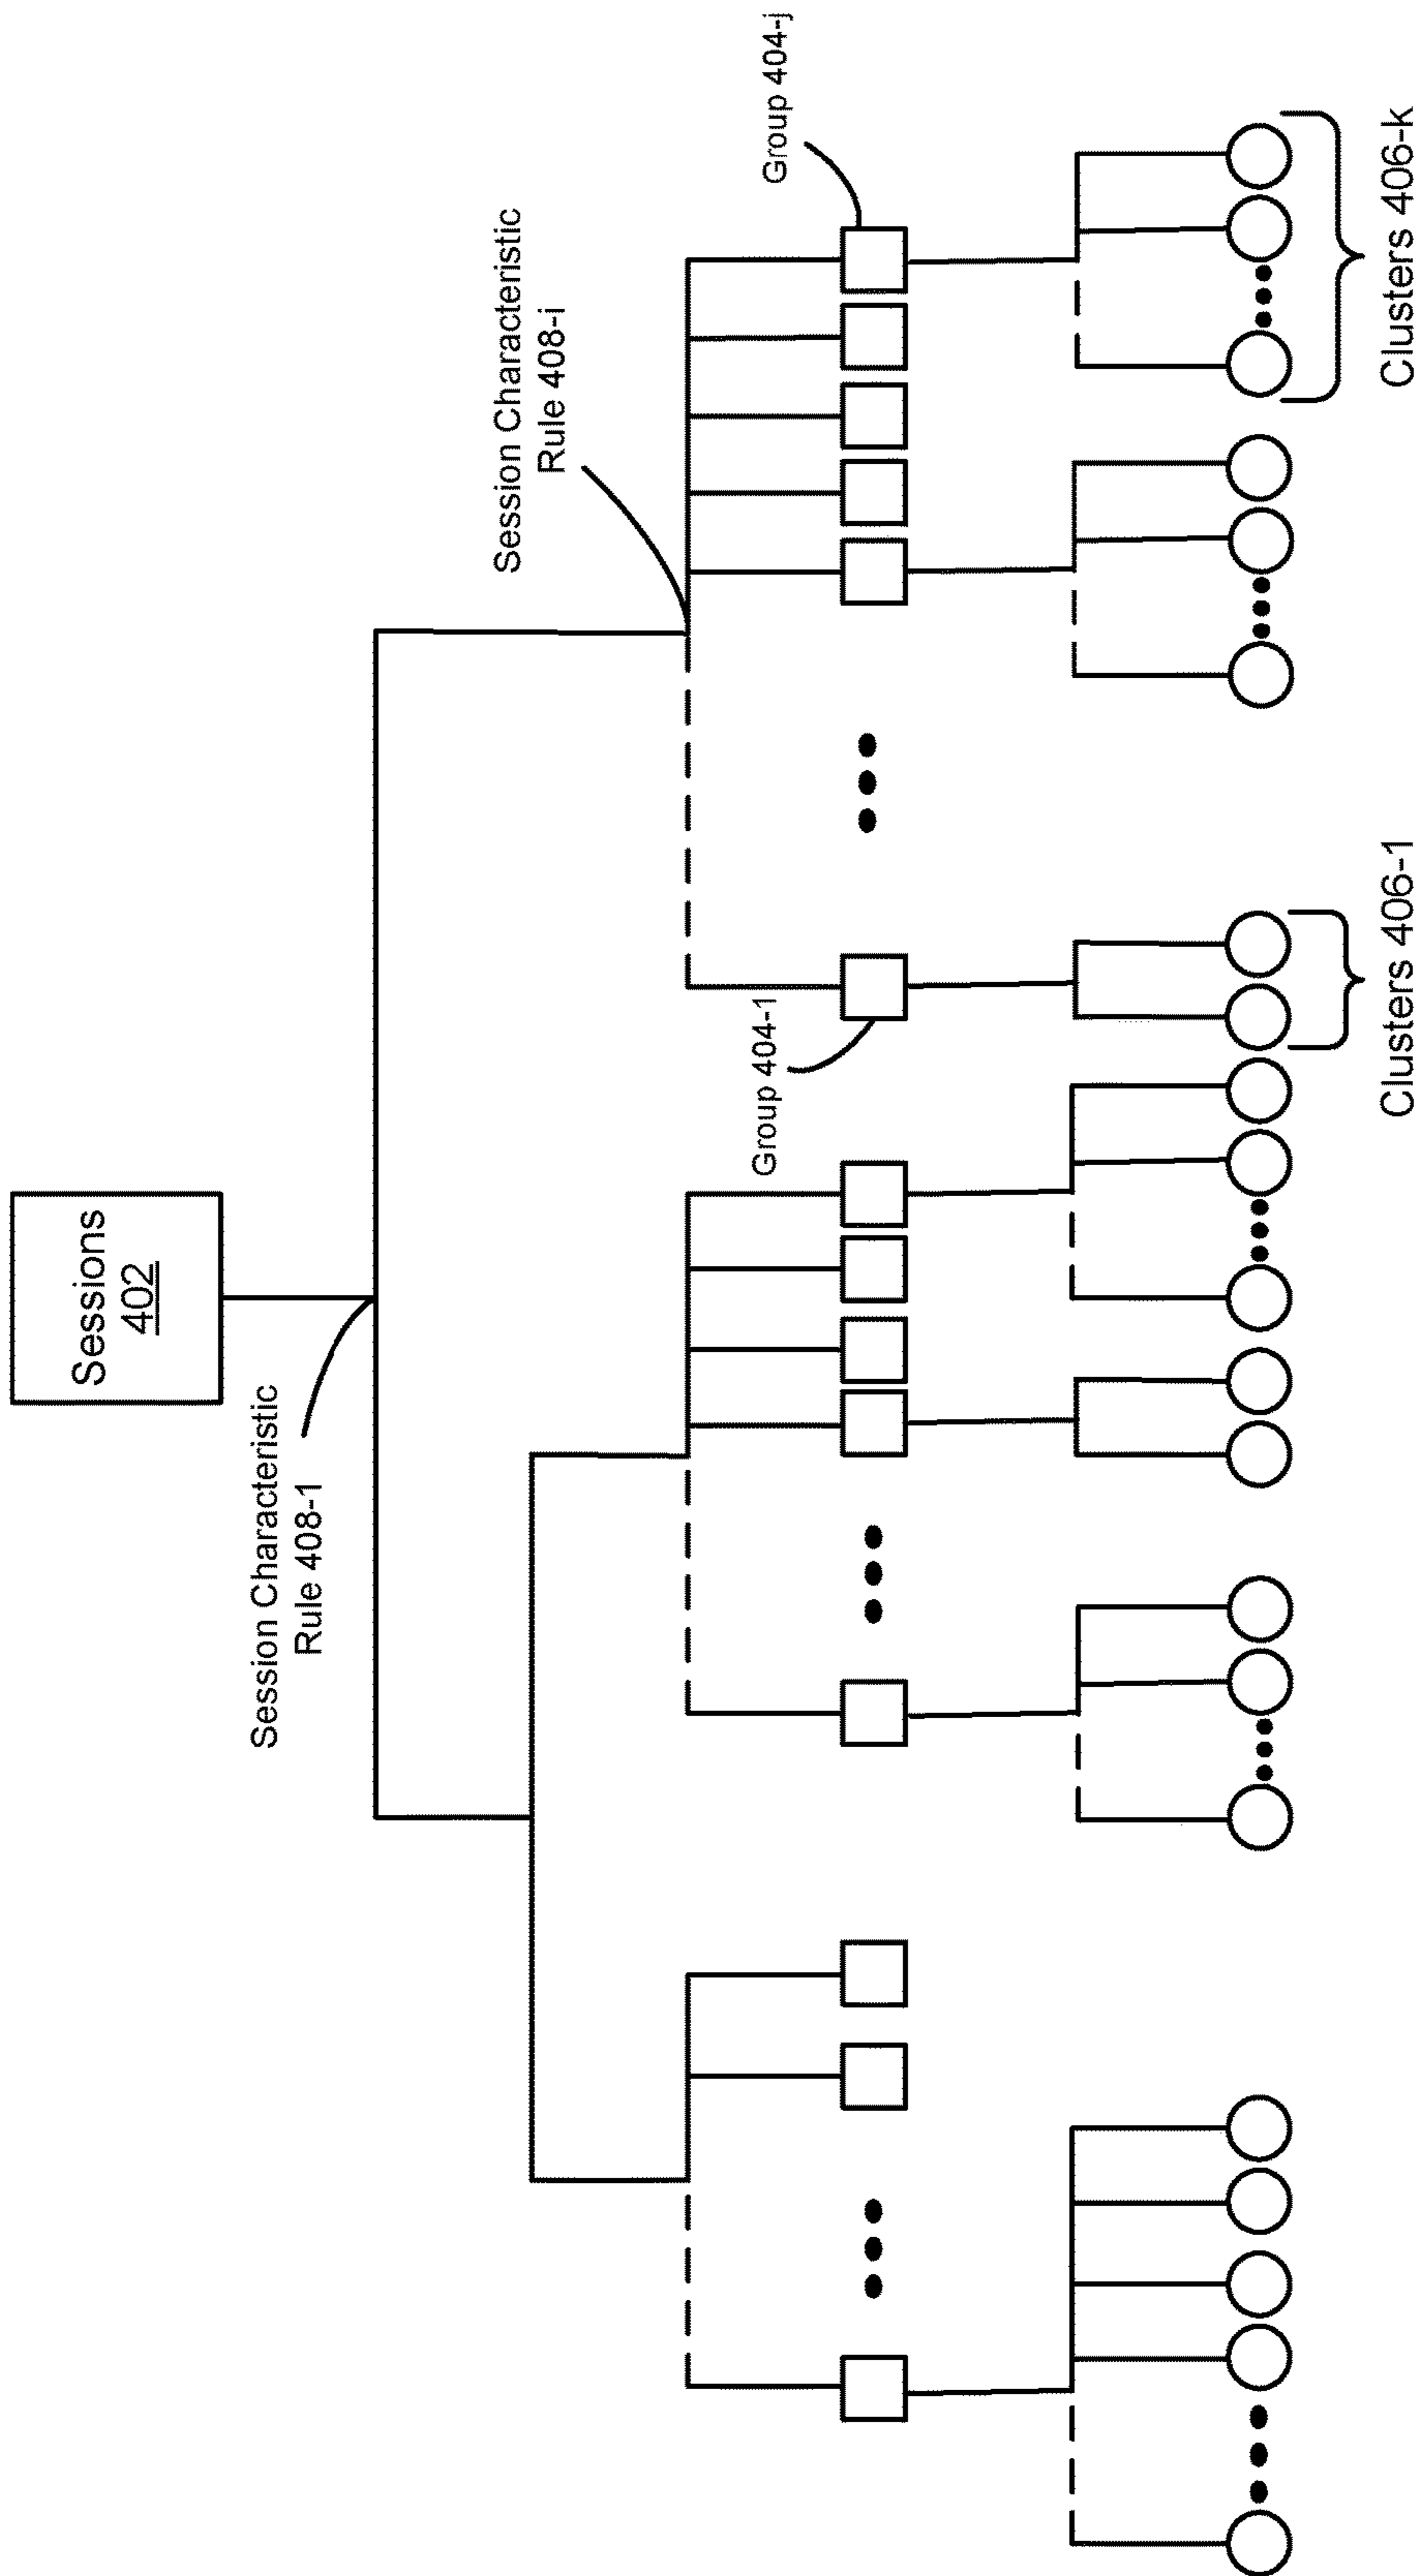 Sessions
402
Session Characteristic
Rule 408-1
Session Characteristic
Rule 408-i
Group 404-1
Group 404-j
Clusters 406-1
Clusters 406-k